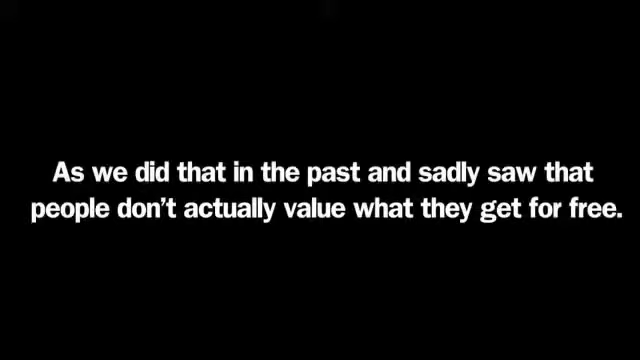 As we did that in the past and sadly saw that
people don't actually value what they get for free.